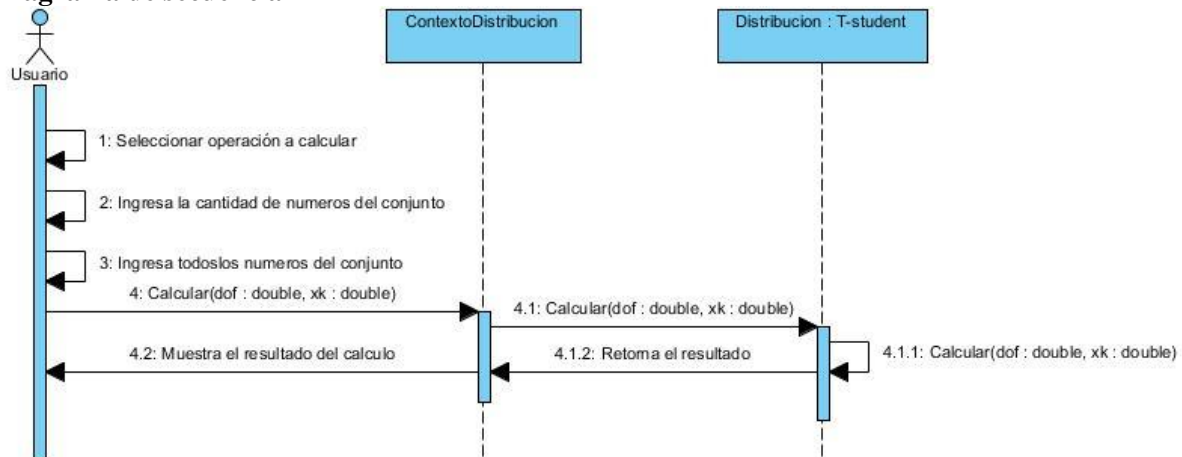 ContextoDistribucion
Distribucion : T-student
Usuario
1: Seleccionar operación a calcular
2: Ingresa la cantidad de numeros del conjunto
3: Ingresa todoslos numeros del conjunto
4: Calcular(dof : double, xk : double)
4.1: Calcular(dof : double, xk : double)
4.2: Muestra el resultado del calculo
4.1.2: Retorna el resultado
4.1.1: Calcular(dof : double, xk : double)